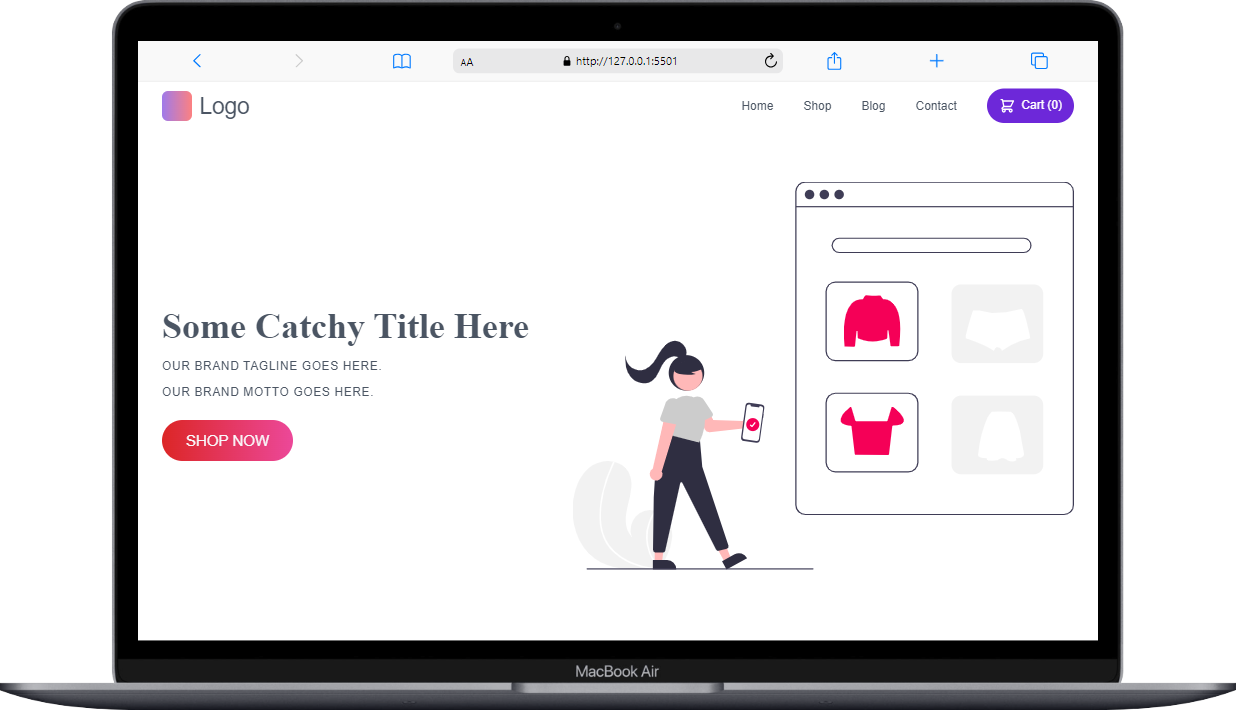 AA
http://127.0.0.1:5501
Logo
Home
Shop
Blog
Contact
Cart (0)
Some Catchy Title Here
OUR BRAND TAGLINE GOES HERE.
OUR BRAND MOTTO GOES HERE.
SHOP NOW
MacBook Air